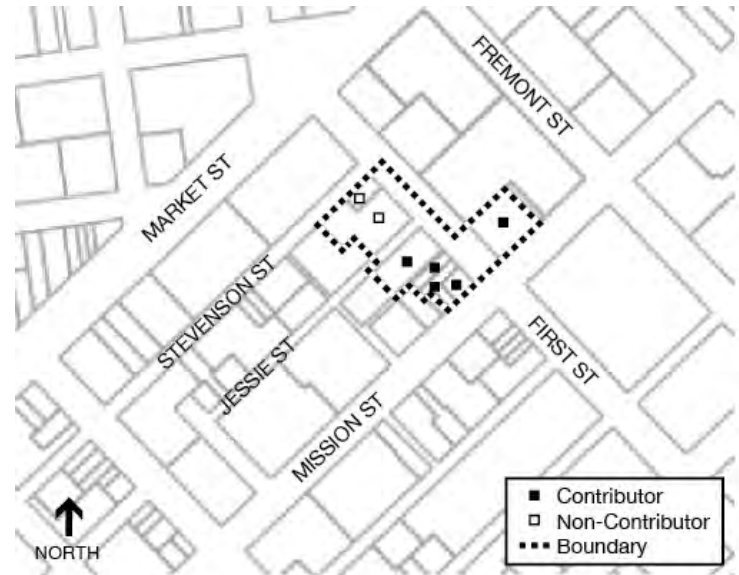 FREMONT ST
MARKET ST
STEVENSON ST
JESSIE ST
FIRST ST
MISSION ST
NORTH
Contributor
Non-Contributor
Boundary